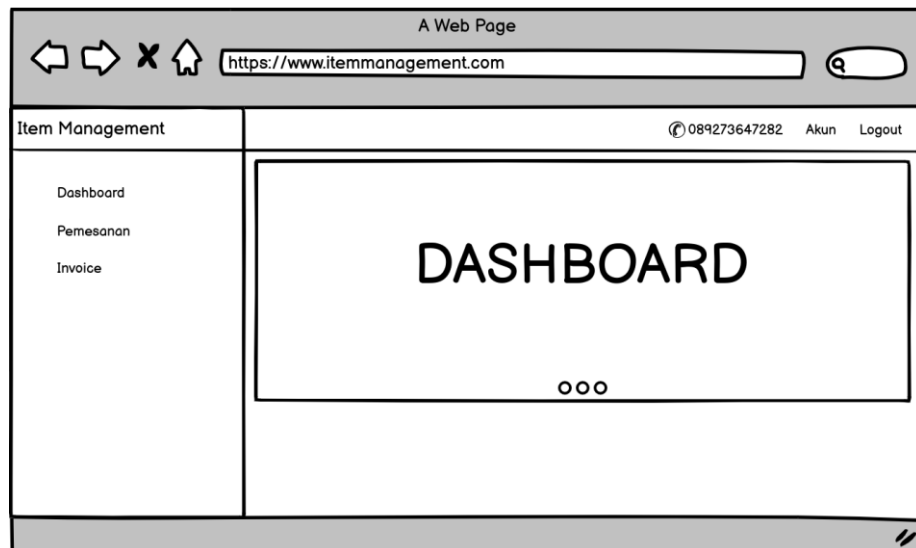 A Web Page
https://www.itemmanagement.com
Item Management
089273647282 Akun Logout
Dashboard
Pemesanan
Invoice
DASHBOARD